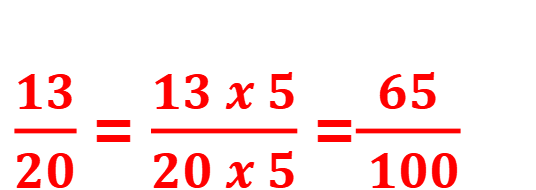 13/20 = 13 x 5/20 x 5 = 65/100